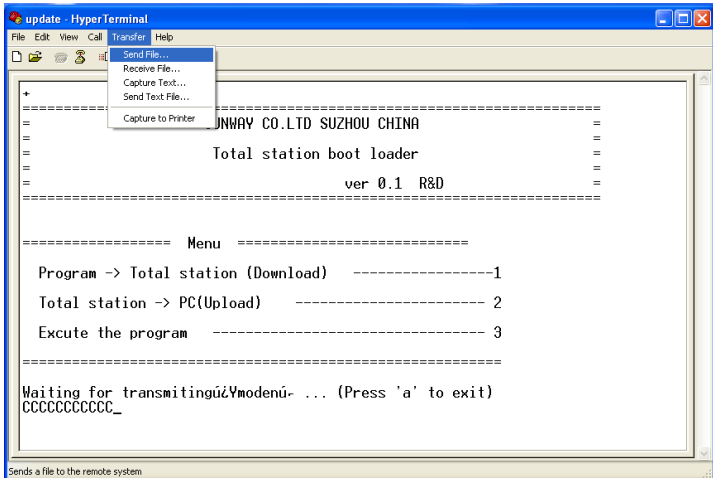 update - HyperTerminal
File Edit View Call Transfer Help
Send File...
Receive File...
Capture Text...
Send Text File...
Capture to Printer
+
================================================================
= UNWAY CO.LTD SUZHOU CHINA =
= =
= Total station boot loader =
= =
= ver 0.1 R&D =
======================================================================
================== Menu ============================
Program -> Total station (Download) -----------------1
Total station -> PC(Upload) ----------------------- 2
Excute the program --------------------------------- 3
==========================================================
Waiting for transmitingú¿Ymodenú- ... (Press 'a' to exit)
CCCCCCCCCCC_
Sends a file to the remote system